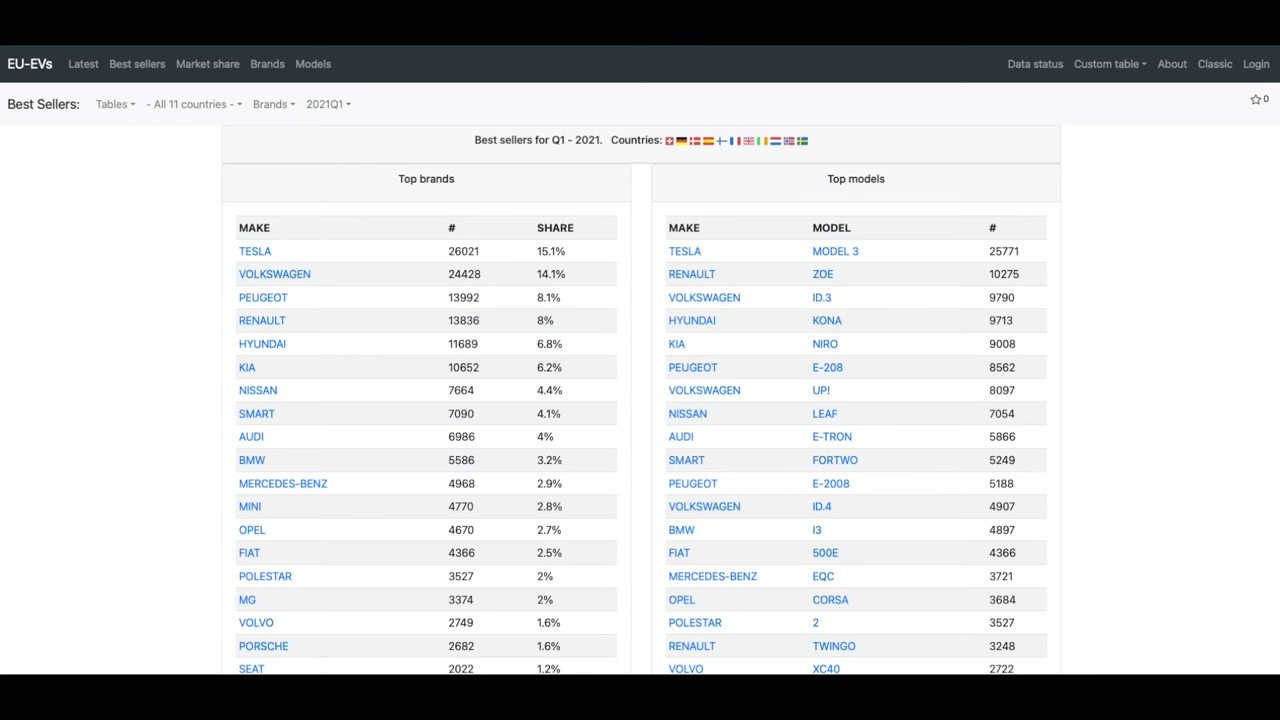 EU-EVs Latest Best sellers Market share Brands Models Data status Custom table About Classic Login
Best Sellers: Tables - All 11 countries - Brands 2021Q1 0
Best sellers for Q1 - 2021. Countries:
Top brands
MAKE # SHARE
TESLA 26021 15.1%
VOLKSWAGEN 24428 14.1%
PEUGEOT 13992 8.1%
RENAULT 13836 8%
HYUNDAI 11689 6.8%
KIA 10652 6.2%
NISSAN 7664 4.4%
SMART 7090 4.1%
AUDI 6986 4%
BMW 5586 3.2%
MERCEDES-BENZ 4968 2.9%
MINI 4770 2.8%
OPEL 4670 2.7%
FIAT 4366 2.5%
POLESTAR 3527 2%
MG 3374 2%
VOLVO 2749 1.6%
PORSCHE 2682 1.6%
SEAT 2022 1.2%
Top models
MAKE MODEL #
TESLA MODEL 3 25771
RENAULT ZOE 10275
VOLKSWAGEN ID.3 9790
HYUNDAI KONA 9713
KIA NIRO 9008
PEUGEOT E-208 8562
VOLKSWAGEN UP! 8097
NISSAN LEAF 7054
AUDI E-TRON 5866
SMART FORTWO 5249
PEUGEOT E-2008 5188
VOLKSWAGEN ID.4 4907
BMW I3 4897
FIAT 500E 4366
MERCEDES-BENZ EQC 3721
OPEL CORSA 3684
POLESTAR 2 3527
RENAULT TWINGO 3248
VOLVO XC40 2722